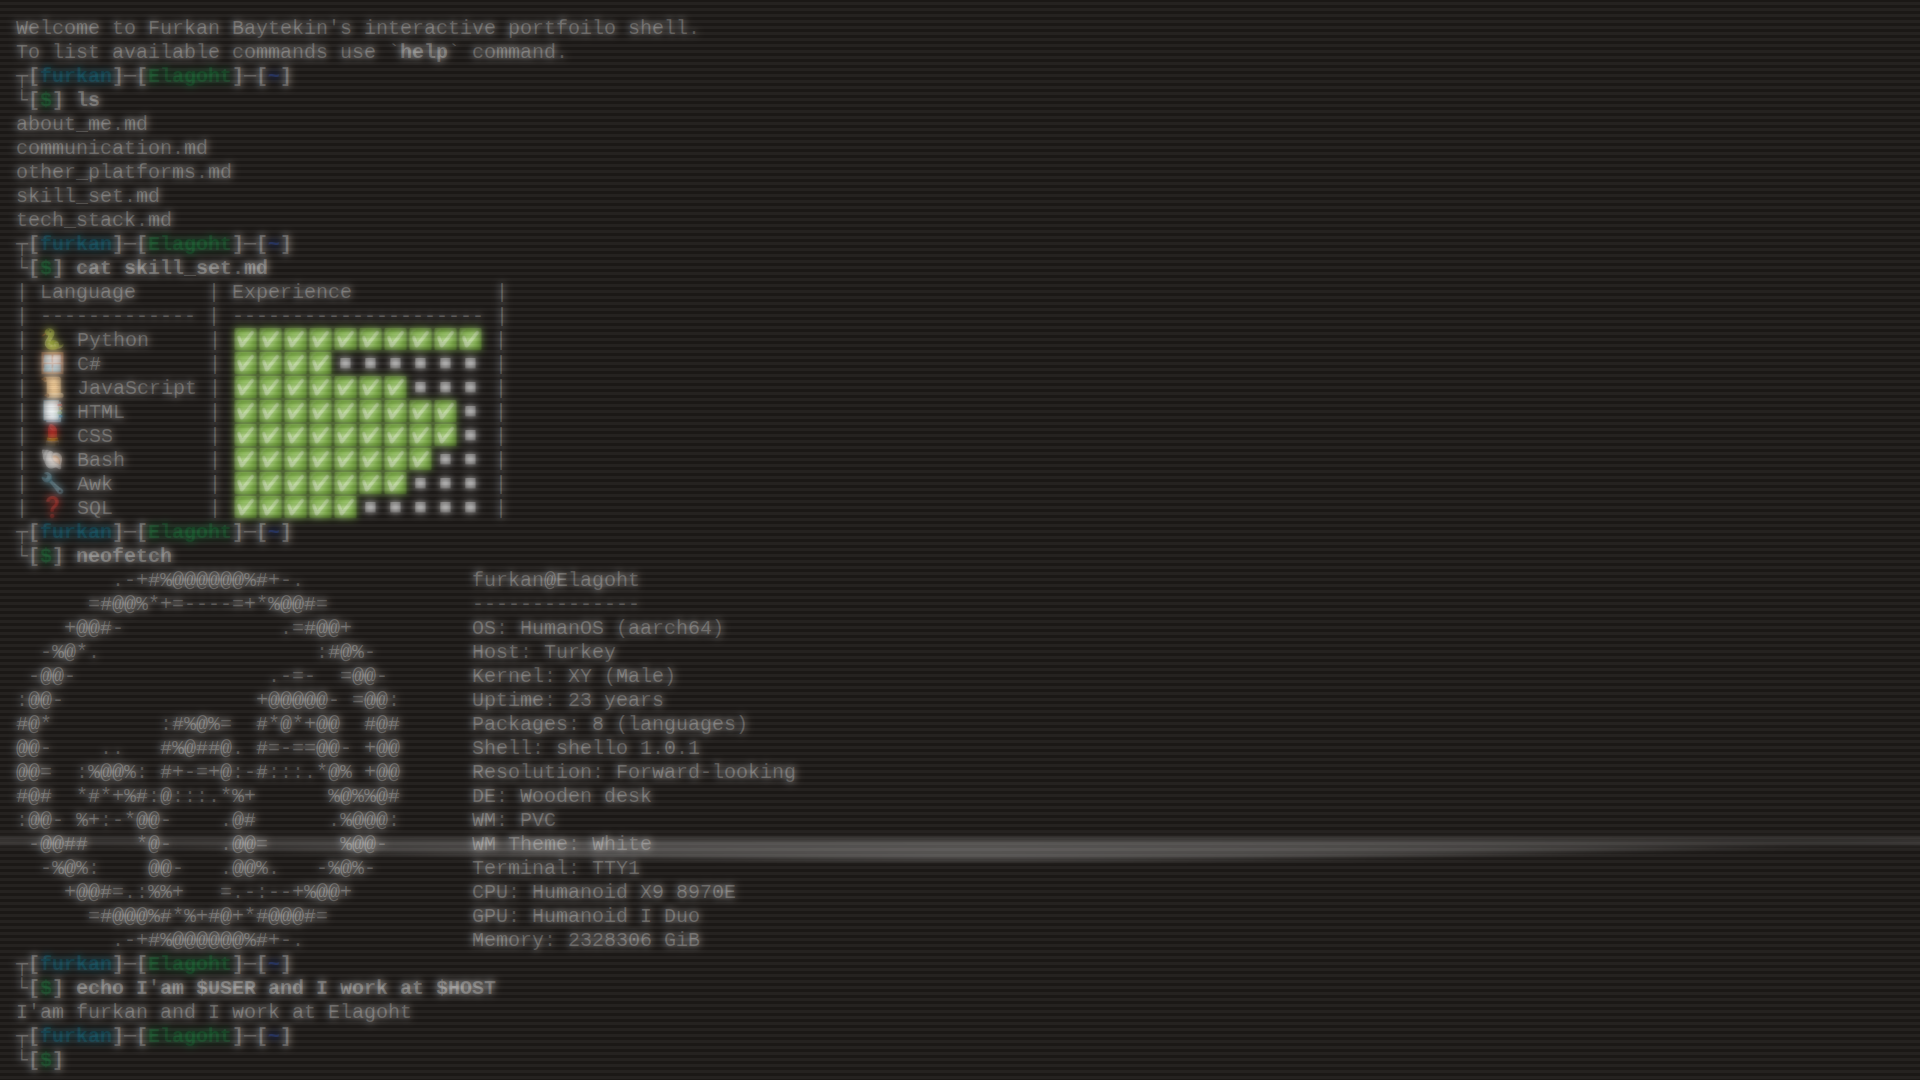 Welcome to Furkan Baytekin's interactive portfoilo shell.
To list available commands use `help` command.
┬[furkan]─[Elagoht]─[~]
└[$] ls
about_me.md
communication.md
other_platforms.md
skill_set.md
tech_stack.md
┬[furkan]─[Elagoht]─[~]
└[$] cat skill_set.md
| Language      | Experience            |
| ------------- | --------------------- |
| 🐍 Python     | ✅✅✅✅✅✅✅✅✅✅ |
| 🪟 C#         | ✅✅✅✅▪▪▪▪▪▪ |
| 📜 JavaScript | ✅✅✅✅✅✅✅▪▪▪ |
| 📑 HTML       | ✅✅✅✅✅✅✅✅✅▪ |
| 💄 CSS        | ✅✅✅✅✅✅✅✅✅▪ |
| 🐚 Bash       | ✅✅✅✅✅✅✅✅▪▪ |
| 🔧 Awk        | ✅✅✅✅✅✅✅▪▪▪ |
| ❓ SQL        | ✅✅✅✅✅▪▪▪▪▪ |
┬[furkan]─[Elagoht]─[~]
└[$] neofetch
        .-+#%@@@@@@%#+-.              furkan@Elagoht
      =#@@%*+=----=+*%@@#=            --------------
    +@@#-             .=#@@+          OS: HumanOS (aarch64)
  -%@*.                  :#@%-        Host: Turkey
 -@@-                .-=-  =@@-       Kernel: XY (Male)
:@@-                +@@@@@- =@@:      Uptime: 23 years
#@*         :#%@%=  #*@*+@@  #@#      Packages: 8 (languages)
@@-    ..   #%@##@. #=-==@@- +@@      Shell: shello 1.0.1
@@=  :%@@%: #+-=+@:-#:::.*@% +@@      Resolution: Forward-looking
#@#  *#*+%#:@:::.*%+      %@%%@#      DE: Wooden desk
:@@- %+:-*@@-    .@#      .%@@@:      WM: PVC
 -@@##    *@-    .@@=      %@@-       WM Theme: White
  -%@%:    @@-   .@@%.   -%@%-        Terminal: TTY1
    +@@#=.:%%+   =.-:--+%@@+          CPU: Humanoid X9 8970E
      =#@@@%#*%+#@+*#@@@#=            GPU: Humanoid I Duo
        .-+#%@@@@@@%#+-.              Memory: 2328306 GiB
┬[furkan]─[Elagoht]─[~]
└[$] echo I'am $USER and I work at $HOST
I'am furkan and I work at Elagoht
┬[furkan]─[Elagoht]─[~]
└[$]